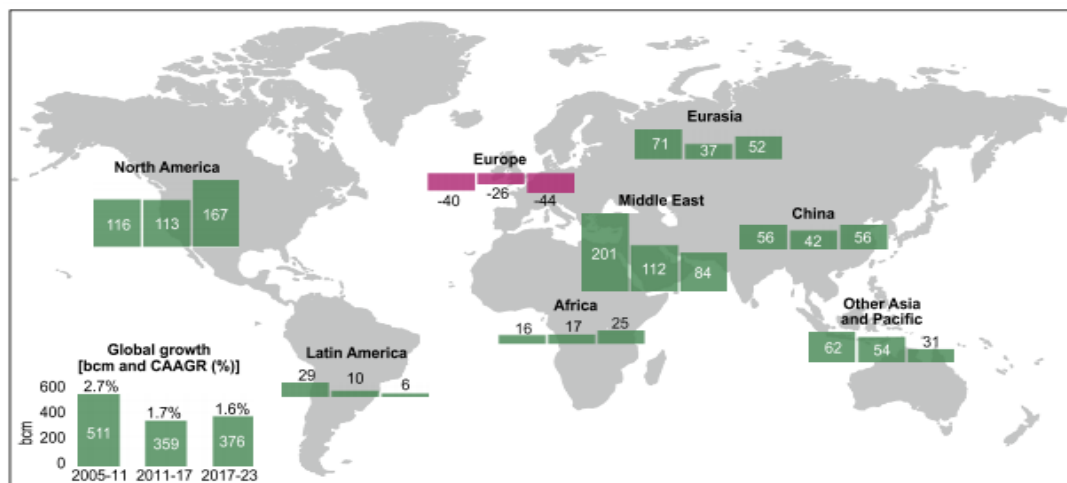 Eurasia
71 37 52
North America
116 113 167
Europe
-40 -26 -44
Middle East
201 112 84
China
56 42 56
Africa
16 17 25
Other Asia
and Pacific
62 54 31
Latin America
29 10 6
Global growth
[bcm and CAAGR (%)]
600
400
200
0
bcm
2.7% 1.7% 1.6%
511 359 376
2005-11 2011-17 2017-23